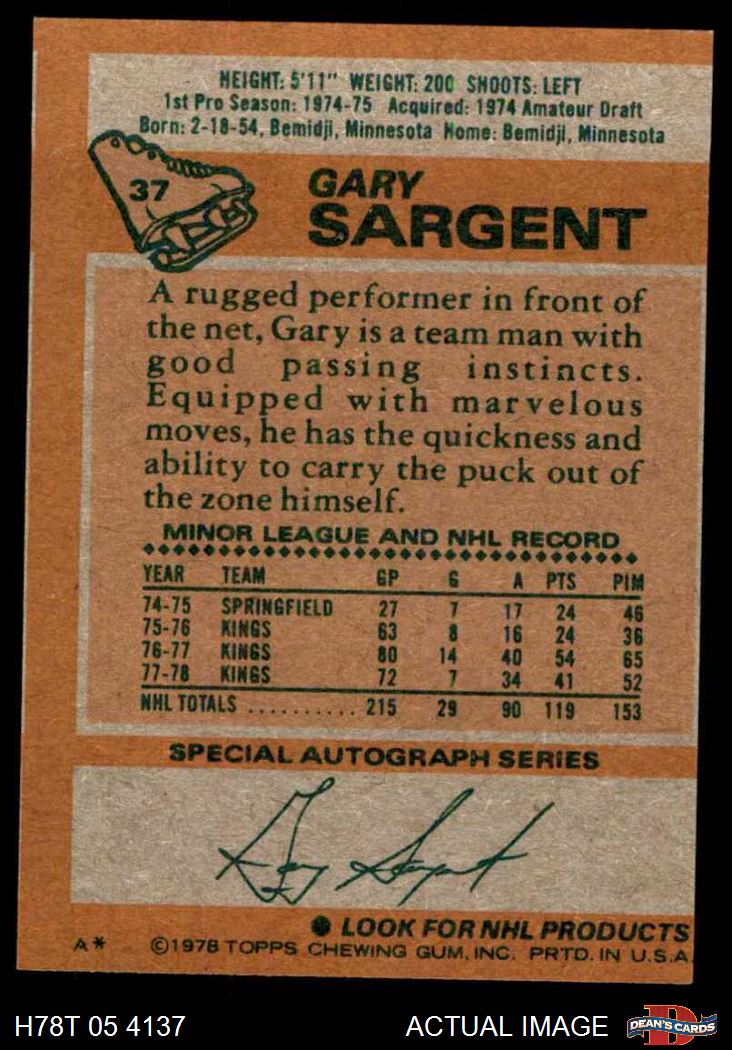 HEIGHT: 5'11" WEIGHT: 200 SHOOTS: LEFT
1st Pro Season: 1974-75 Acquired: 1974 Amateur Draft
Born: 2-18-54, Bemidji, Minnesota Home: Bemidji, Minnesota
37
GARY
SARGENT
A rugged performer in front of
the net, Gary is a team man with
good passing instincts.
Equipped with marvelous
moves, he has the quickness and
ability to carry the puck out of
the zone himself.
MINOR LEAGUE AND NHL RECORD
YEAR TEAM GP G A PTS PIM
74-75 SPRINGFIELD 27 7 17 24 46
75-76 KINGS 63 8 16 24 36
76-77 KINGS 80 14 40 54 65
77-78 KINGS 72 7 34 41 52
NHL TOTALS .......... 215 29 90 119 153
SPECIAL AUTOGRAPH SERIES
Gary Sargent
● LOOK FOR NHL PRODUCTS
A* ©1978 TOPPS CHEWING GUM, INC. PRTD. IN U.S.A.
H78T 05 4137 ACTUAL IMAGE DEAN'S CARDS